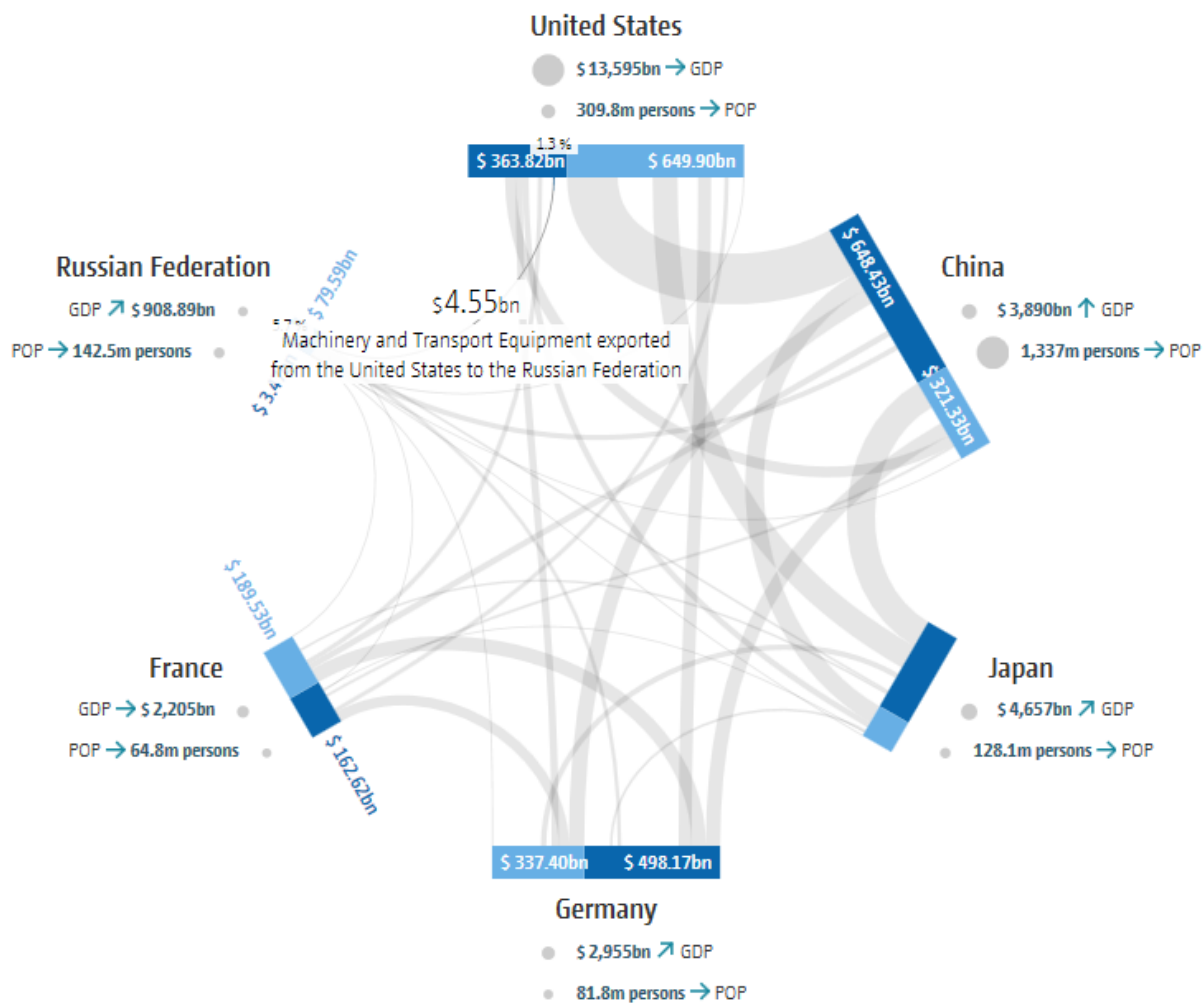 United States
$ 13,595bn → GDP
309.8m persons → POP
1.3 %
$ 363.82bn $ 649.90bn
Russian Federation
GDP ↗ $ 908.89bn
POP → 142.5m persons
$ 79.59bn
$ 3.4
$4.55bn
Machinery and Transport Equipment exported
from the United States to the Russian Federation
$ 648.43bn
$ 321.33bn
China
$ 3,890bn ↑ GDP
1,337m persons → POP
$ 189.53bn
France
GDP → $ 2,205bn
POP → 64.8m persons
$ 162.62bn
Japan
$ 4,657bn ↗ GDP
128.1m persons → POP
$ 337.40bn $ 498.17bn
Germany
$ 2,955bn ↗ GDP
81.8m persons → POP